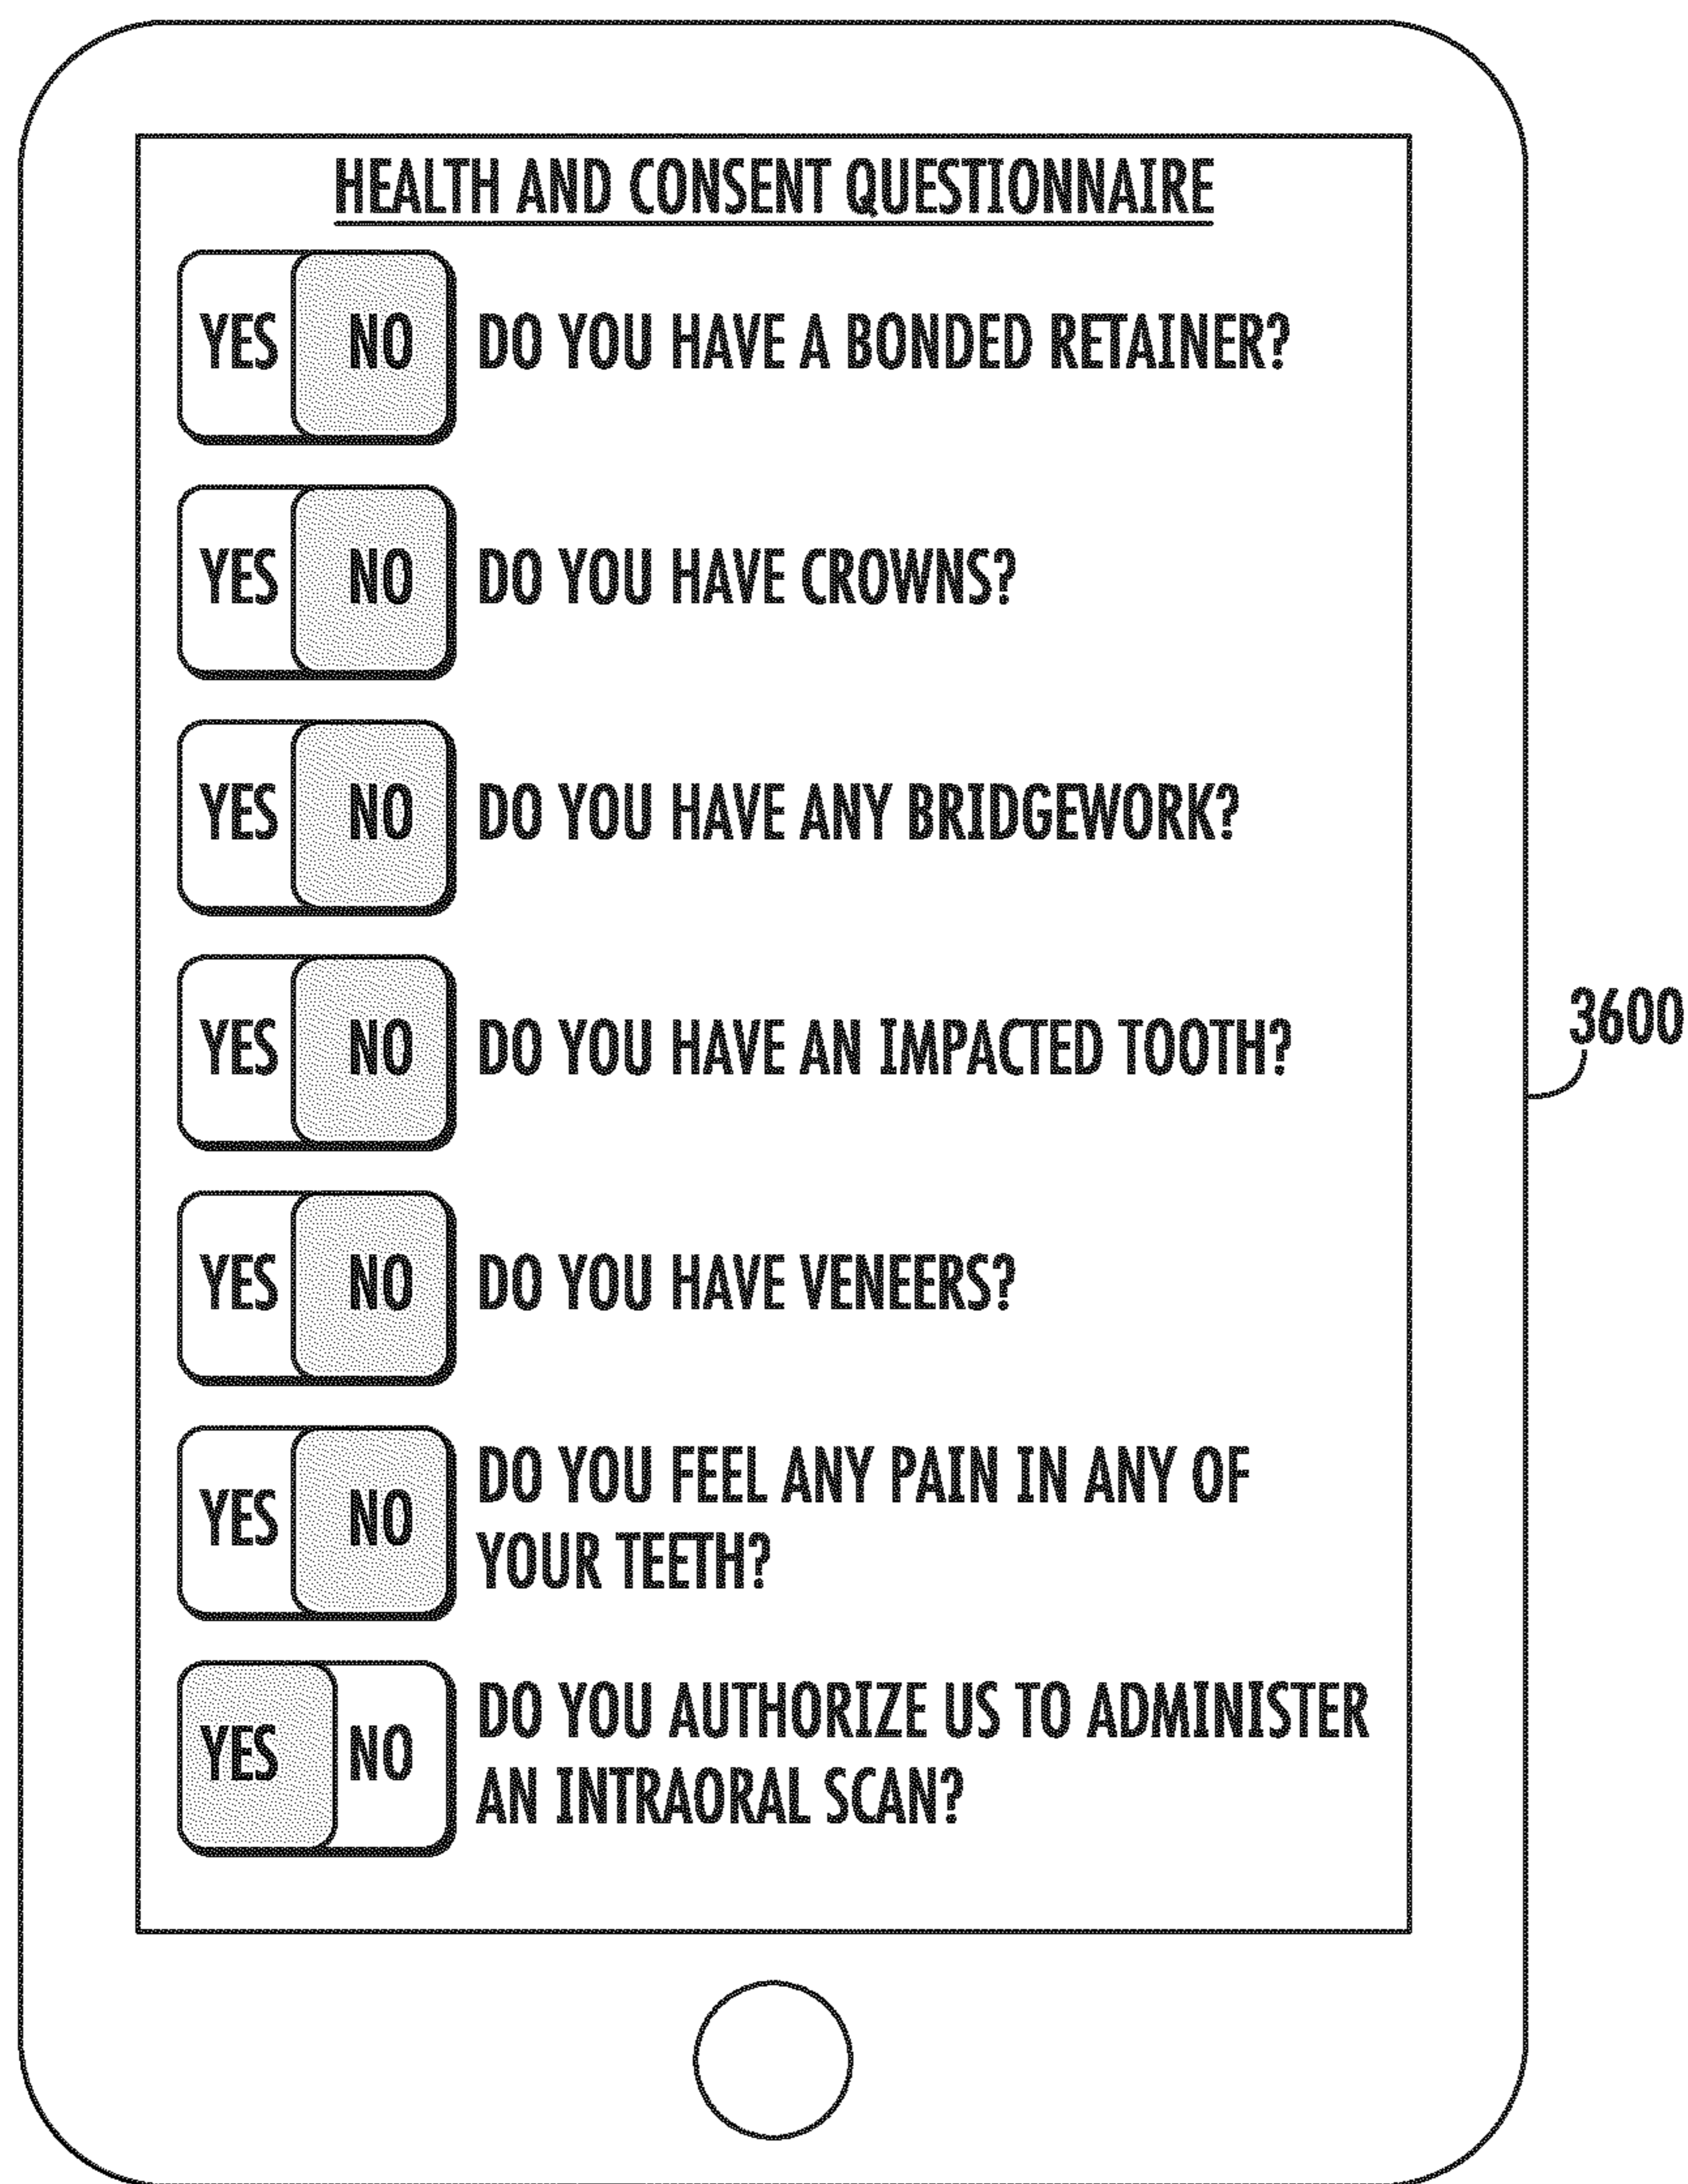 HEALTH AND CONSENT QUESTIONNAIRE
YES NO DO YOU HAVE A BONDED RETAINER?
YES NO DO YOU HAVE CROWNS?
YES NO DO YOU HAVE ANY BRIDGEWORK?
YES NO DO YOU HAVE AN IMPACTED TOOTH?
3600
YES NO DO YOU HAVE VENEERS?
YES NO DO YOU FEEL ANY PAIN IN ANY OF
YOUR TEETH?
YES NO DO YOU AUTHORIZE US TO ADMINISTER
AN INTRAORAL SCAN?